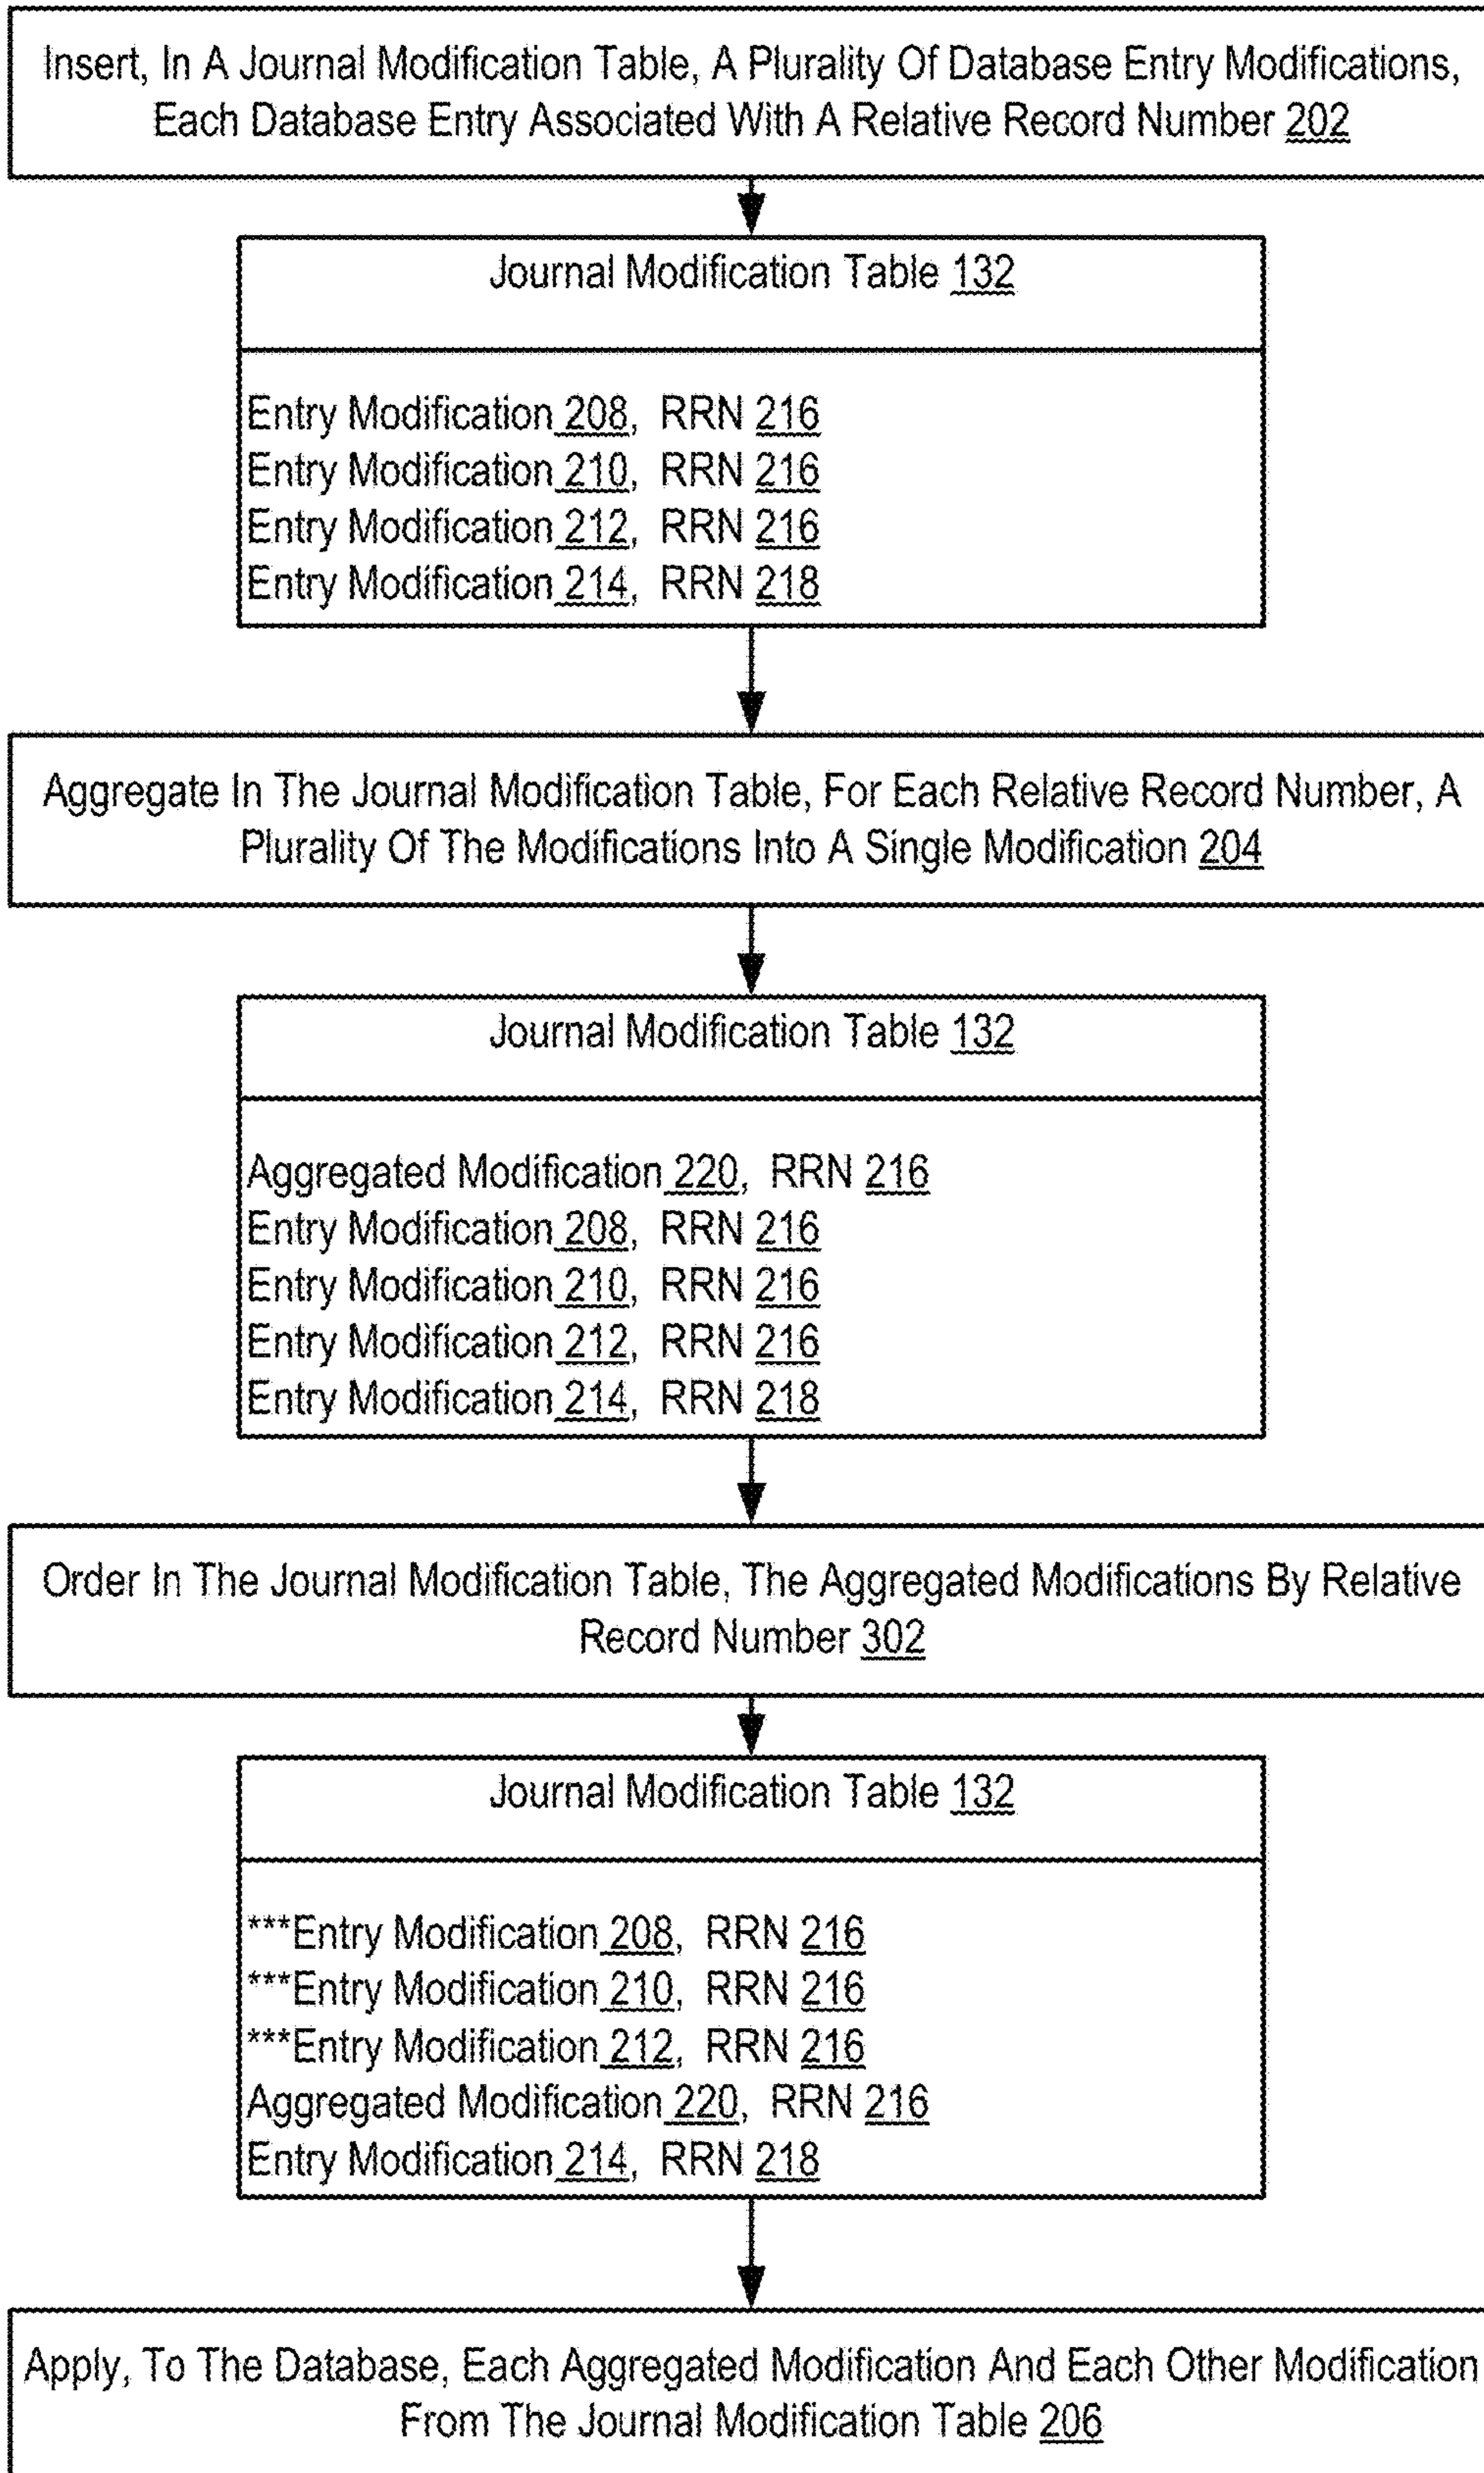 Insert, In A Journal Modification Table, A Plurality Of Database Entry Modifications,
Each Database Entry Associated With A Relative Record Number 202
Journal Modification Table 132
Entry Modification 208, RRN 216
Entry Modification 210, RRN 216
Entry Modification 212, RRN 216
Entry Modification 214, RRN 218
Aggregate In The Journal Modification Table, For Each Relative Record Number, A
Plurality Of The Modifications Into A Single Modification 204
Journal Modification Table 132
Aggregated Modification 220, RRN 216
Entry Modification 208, RRN 216
Entry Modification 210, RRN 216
Entry Modification 212, RRN 216
Entry Modification 214, RRN 218
Order In The Journal Modification Table, The Aggregated Modifications By Relative
Record Number 302
Journal Modification Table 132
***Entry Modification 208, RRN 216
***Entry Modification 210, RRN 216
***Entry Modification 212, RRN 216
Aggregated Modification 220, RRN 216
Entry Modification 214, RRN 218
Apply, To The Database, Each Aggregated Modification And Each Other Modification
From The Journal Modification Table 206